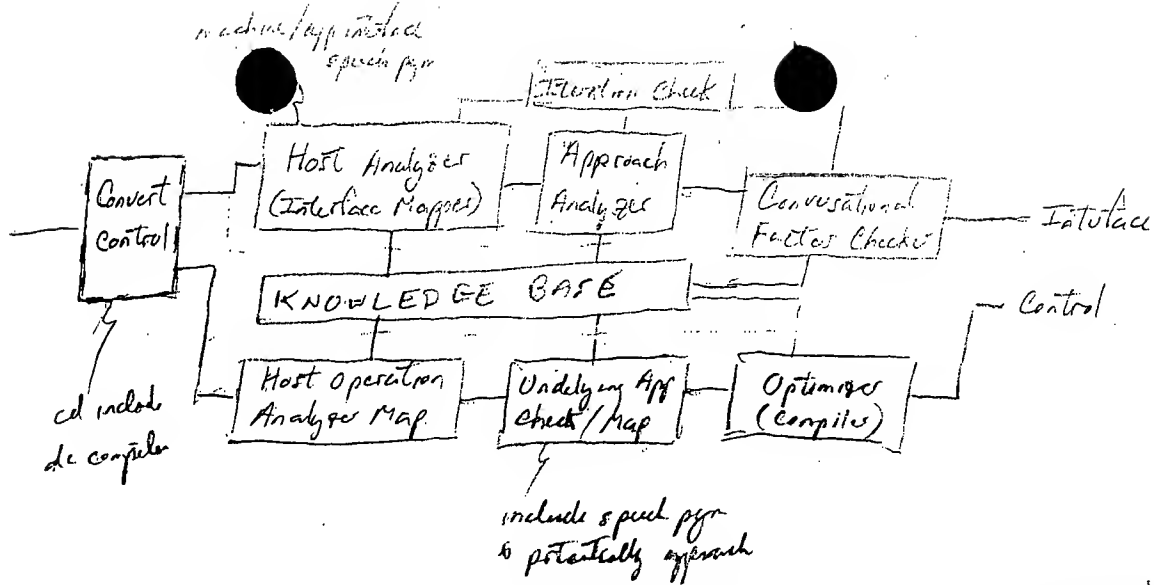 machine/app interface
speech pgm
Iteration Check
Host Analyzer
(Interface Mapper)
Approach
Analyzer
Convert
Control
Conversational
Factor Checker
Interface
KNOWLEDGE BASE
Control
Host Operation
Analyzer Map
Underlying App
Check/Map
Optimizer
(Compiler)
cd include
de compiler
include speech pgm
& potentially approach